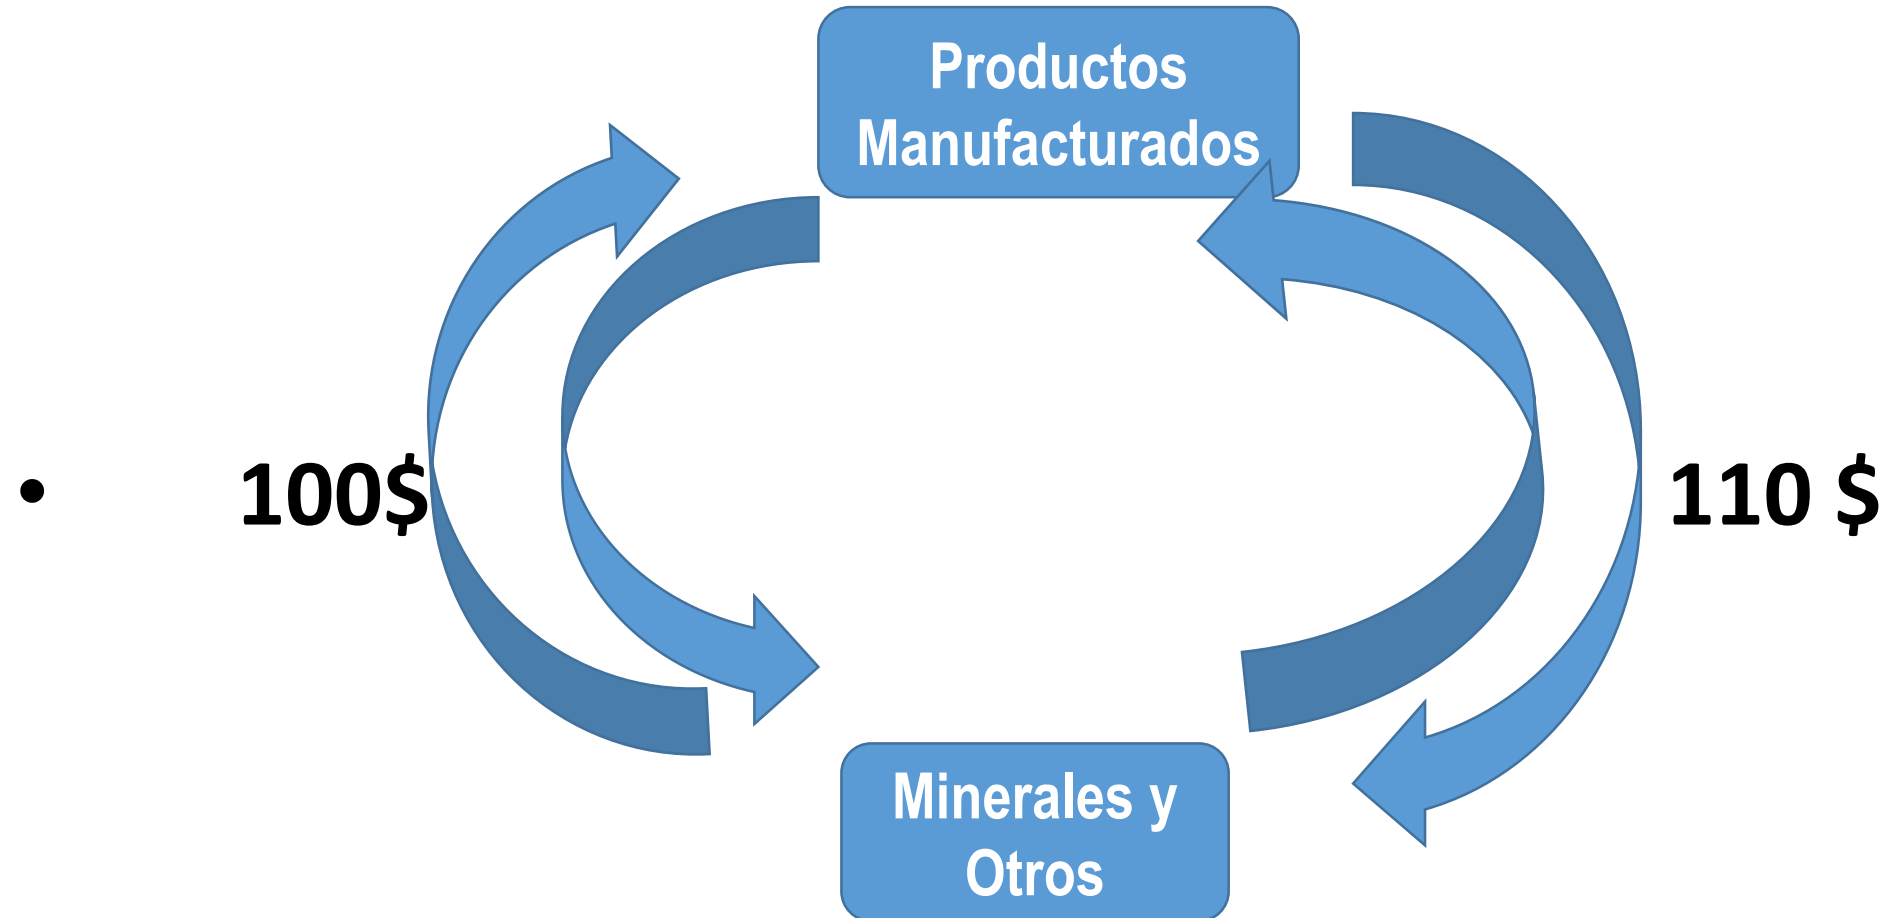 Productos
Manufacturados
• 100$
110 $
Minerales y
Otros